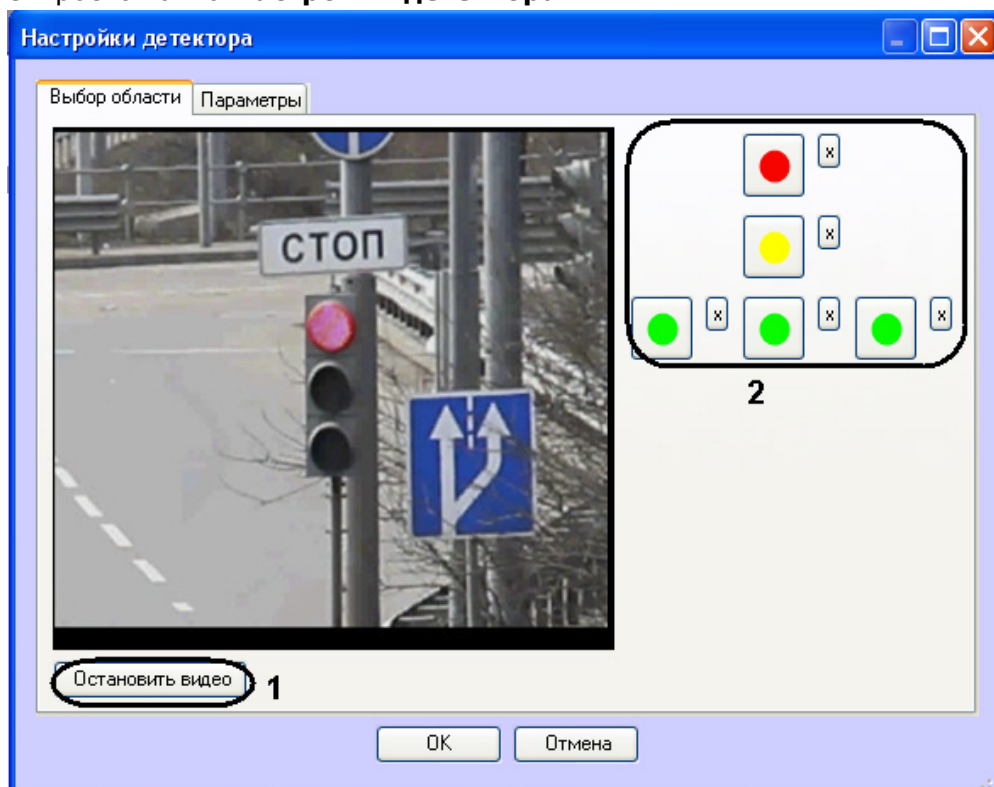 Настройки детектора
Выбор области Параметры
СТОП
x
x
x x x
2
Остановить видео 1
OK Отмена